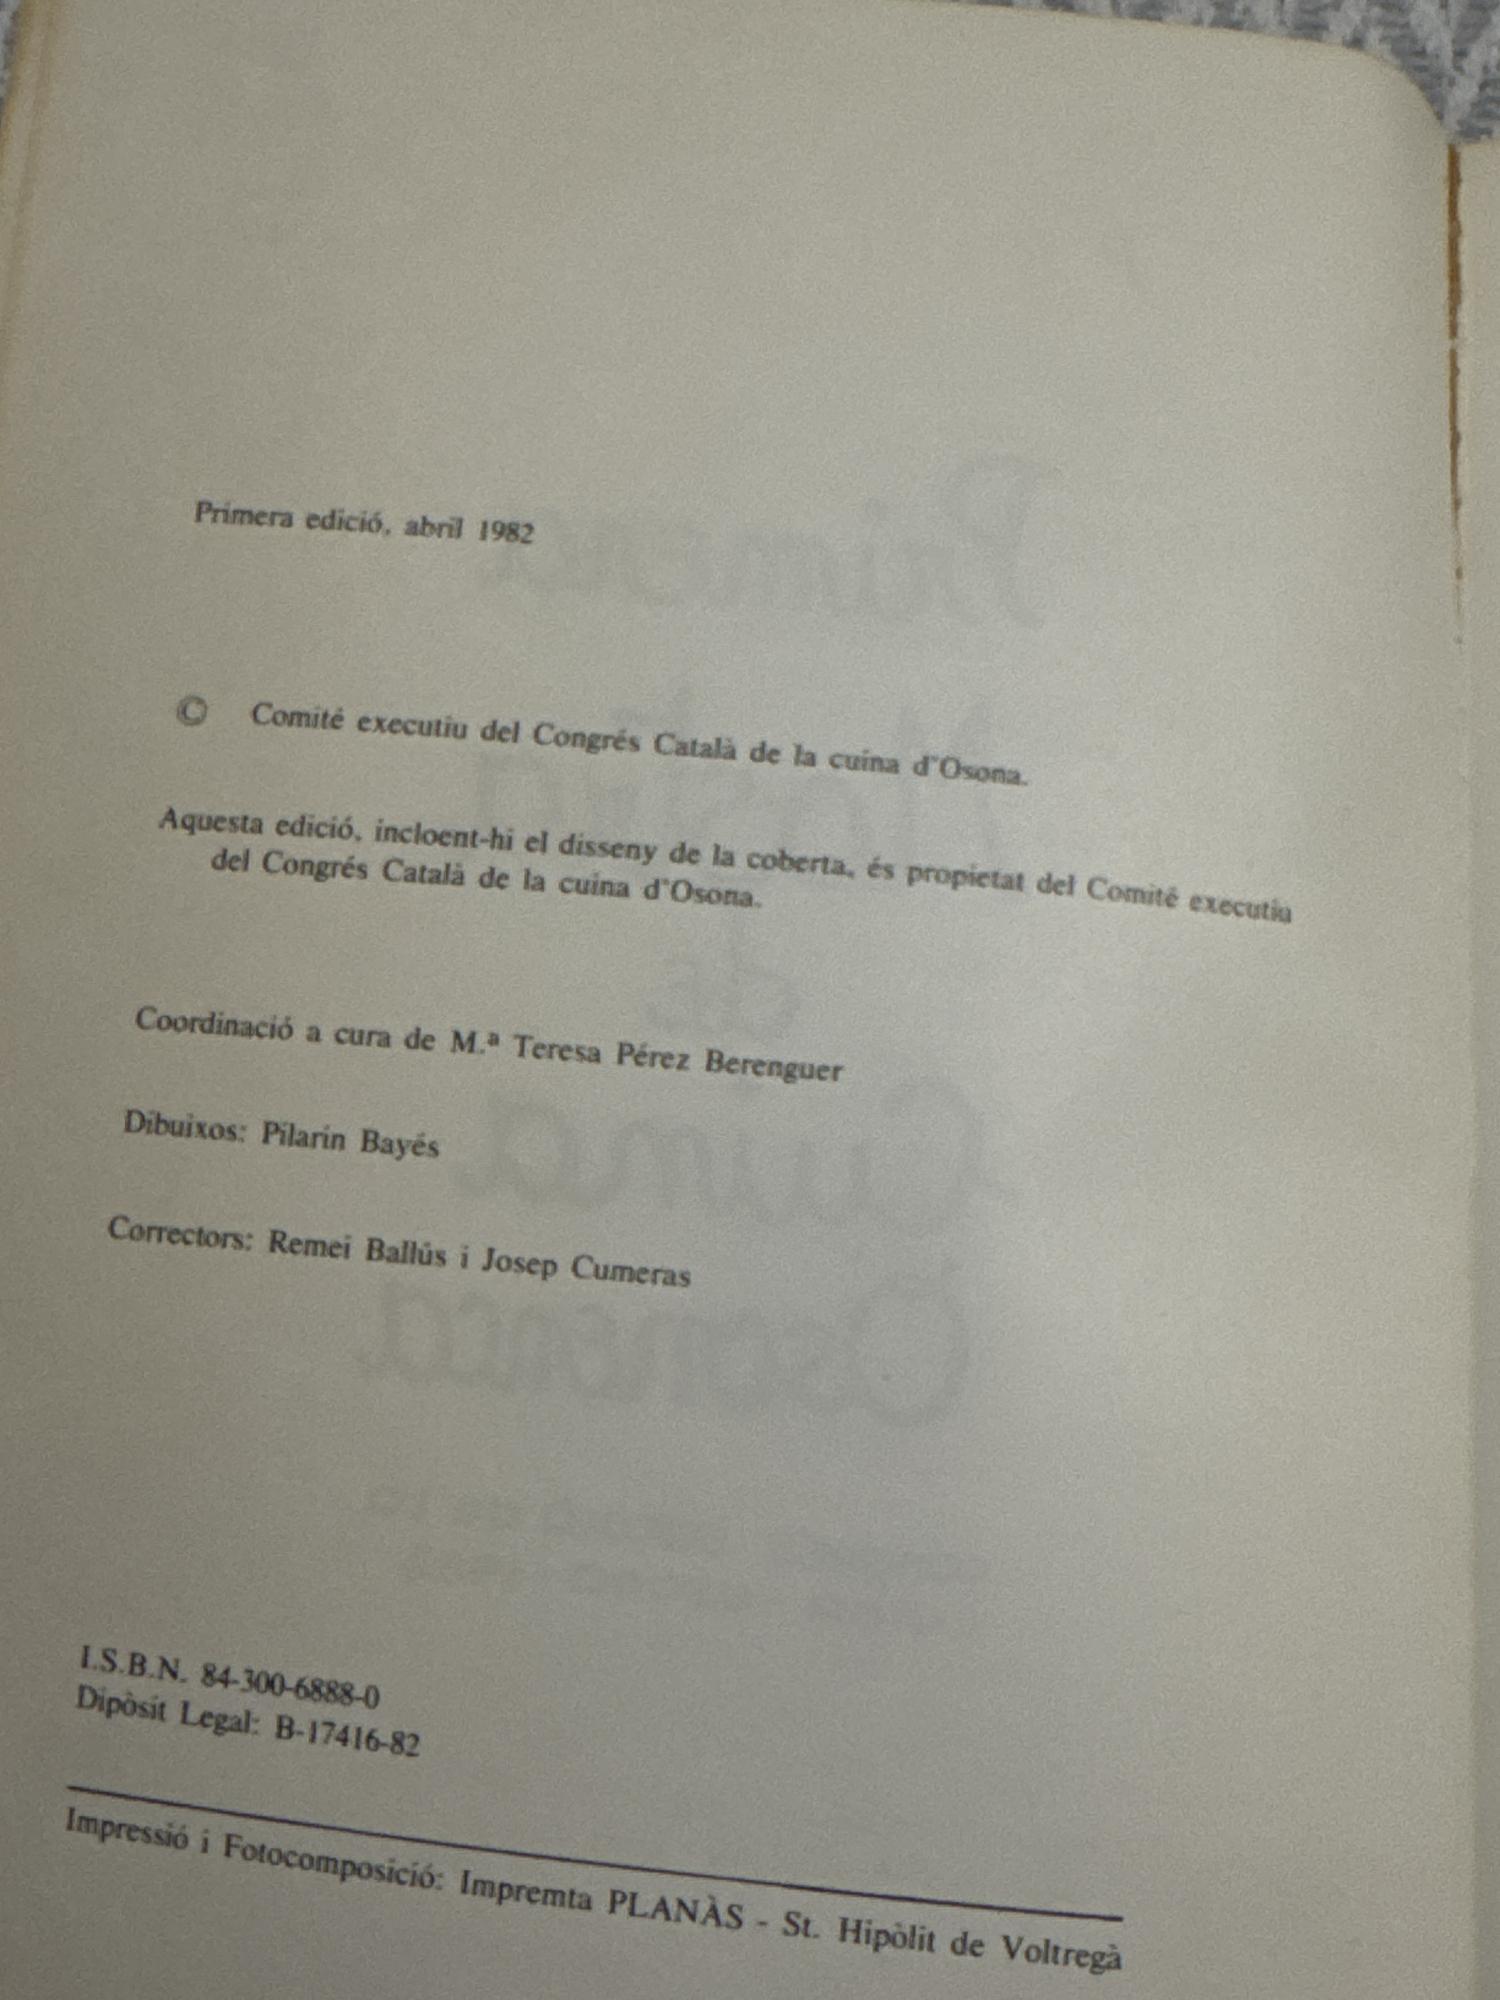 Primera edició, abril 1982
© Comitè executiu del Congrés Català de la cuina d'Osona.
Aquesta edició, incloent-hi el disseny de la coberta, és propietat del Comitè executiu
del Congrés Català de la cuina d'Osona.
Coordinació a cura de M.ª Teresa Pérez Berenguer
Dibuixos: Pilarín Bayés
Correctors: Remei Ballús i Josep Cumeras
I.S.B.N. 84-300-6888-0
Dipòsit Legal: B-17416-82
Impressió i Fotocomposició: Impremta PLANÀS - St. Hipòlit de Voltregà